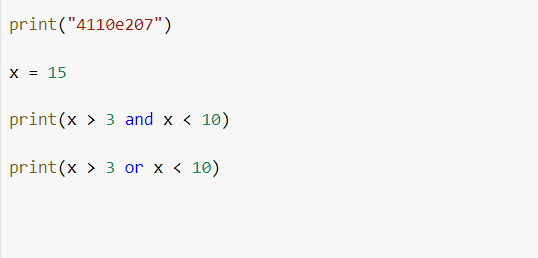 print("4110e207")
x = 15
print(x > 3 and x < 10)
print(x > 3 or x < 10)